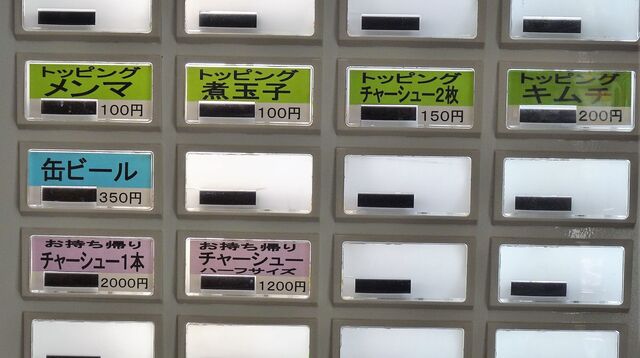 トッピング
メンマ
100円
トッピング
煮玉子
100円
トッピング
チャーシュー2枚
150円
トッピング
キムチ
200円
缶ビール
350円
お持ち帰り
チャーシュー1本
2000円
お持ち帰り
チャーシュー
ハーフサイズ
1200円